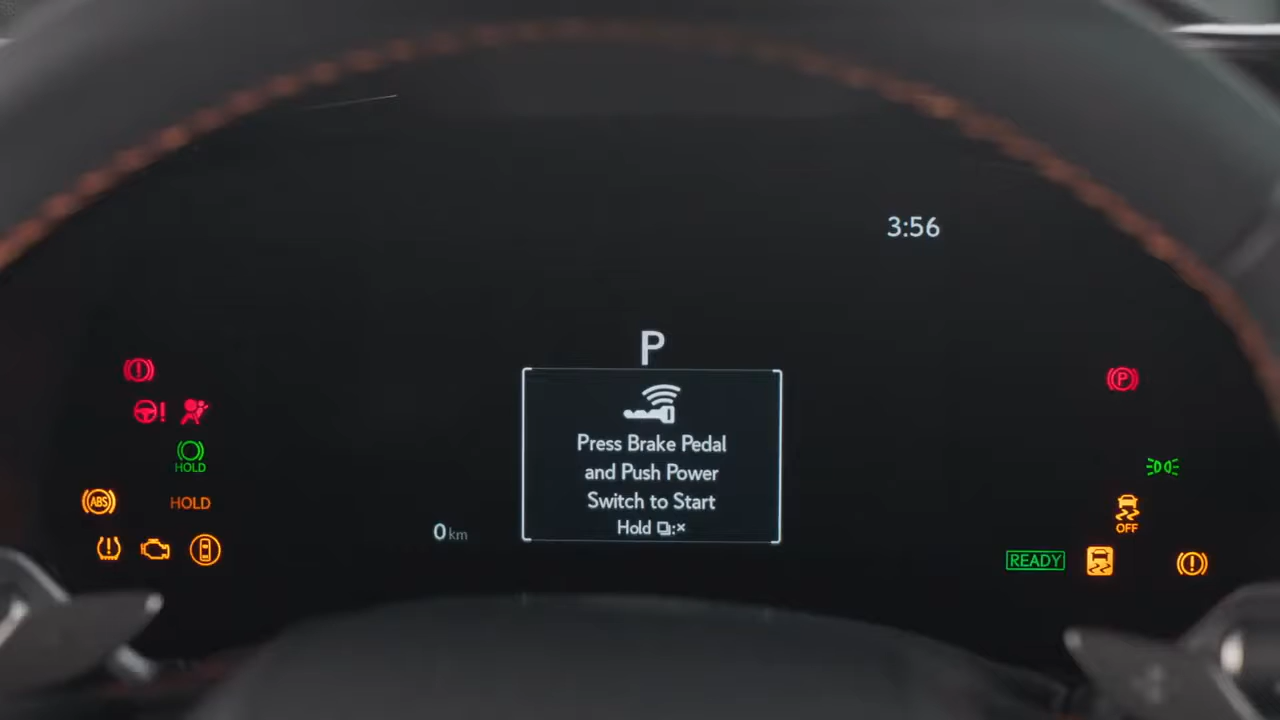 3:56
P
Press Brake Pedal
and Push Power
Switch to Start
Hold :×
0 km
P
HOLD
ABS
HOLD
OFF
READY